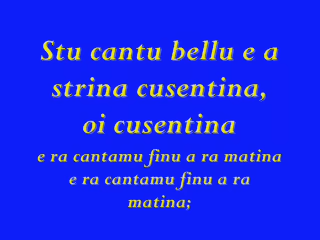 Stu cantu bellu e a
strina cusentina,
oi cusentina
e ra cantamu finu a ra matina
e ra cantamu finu a ra
matina;